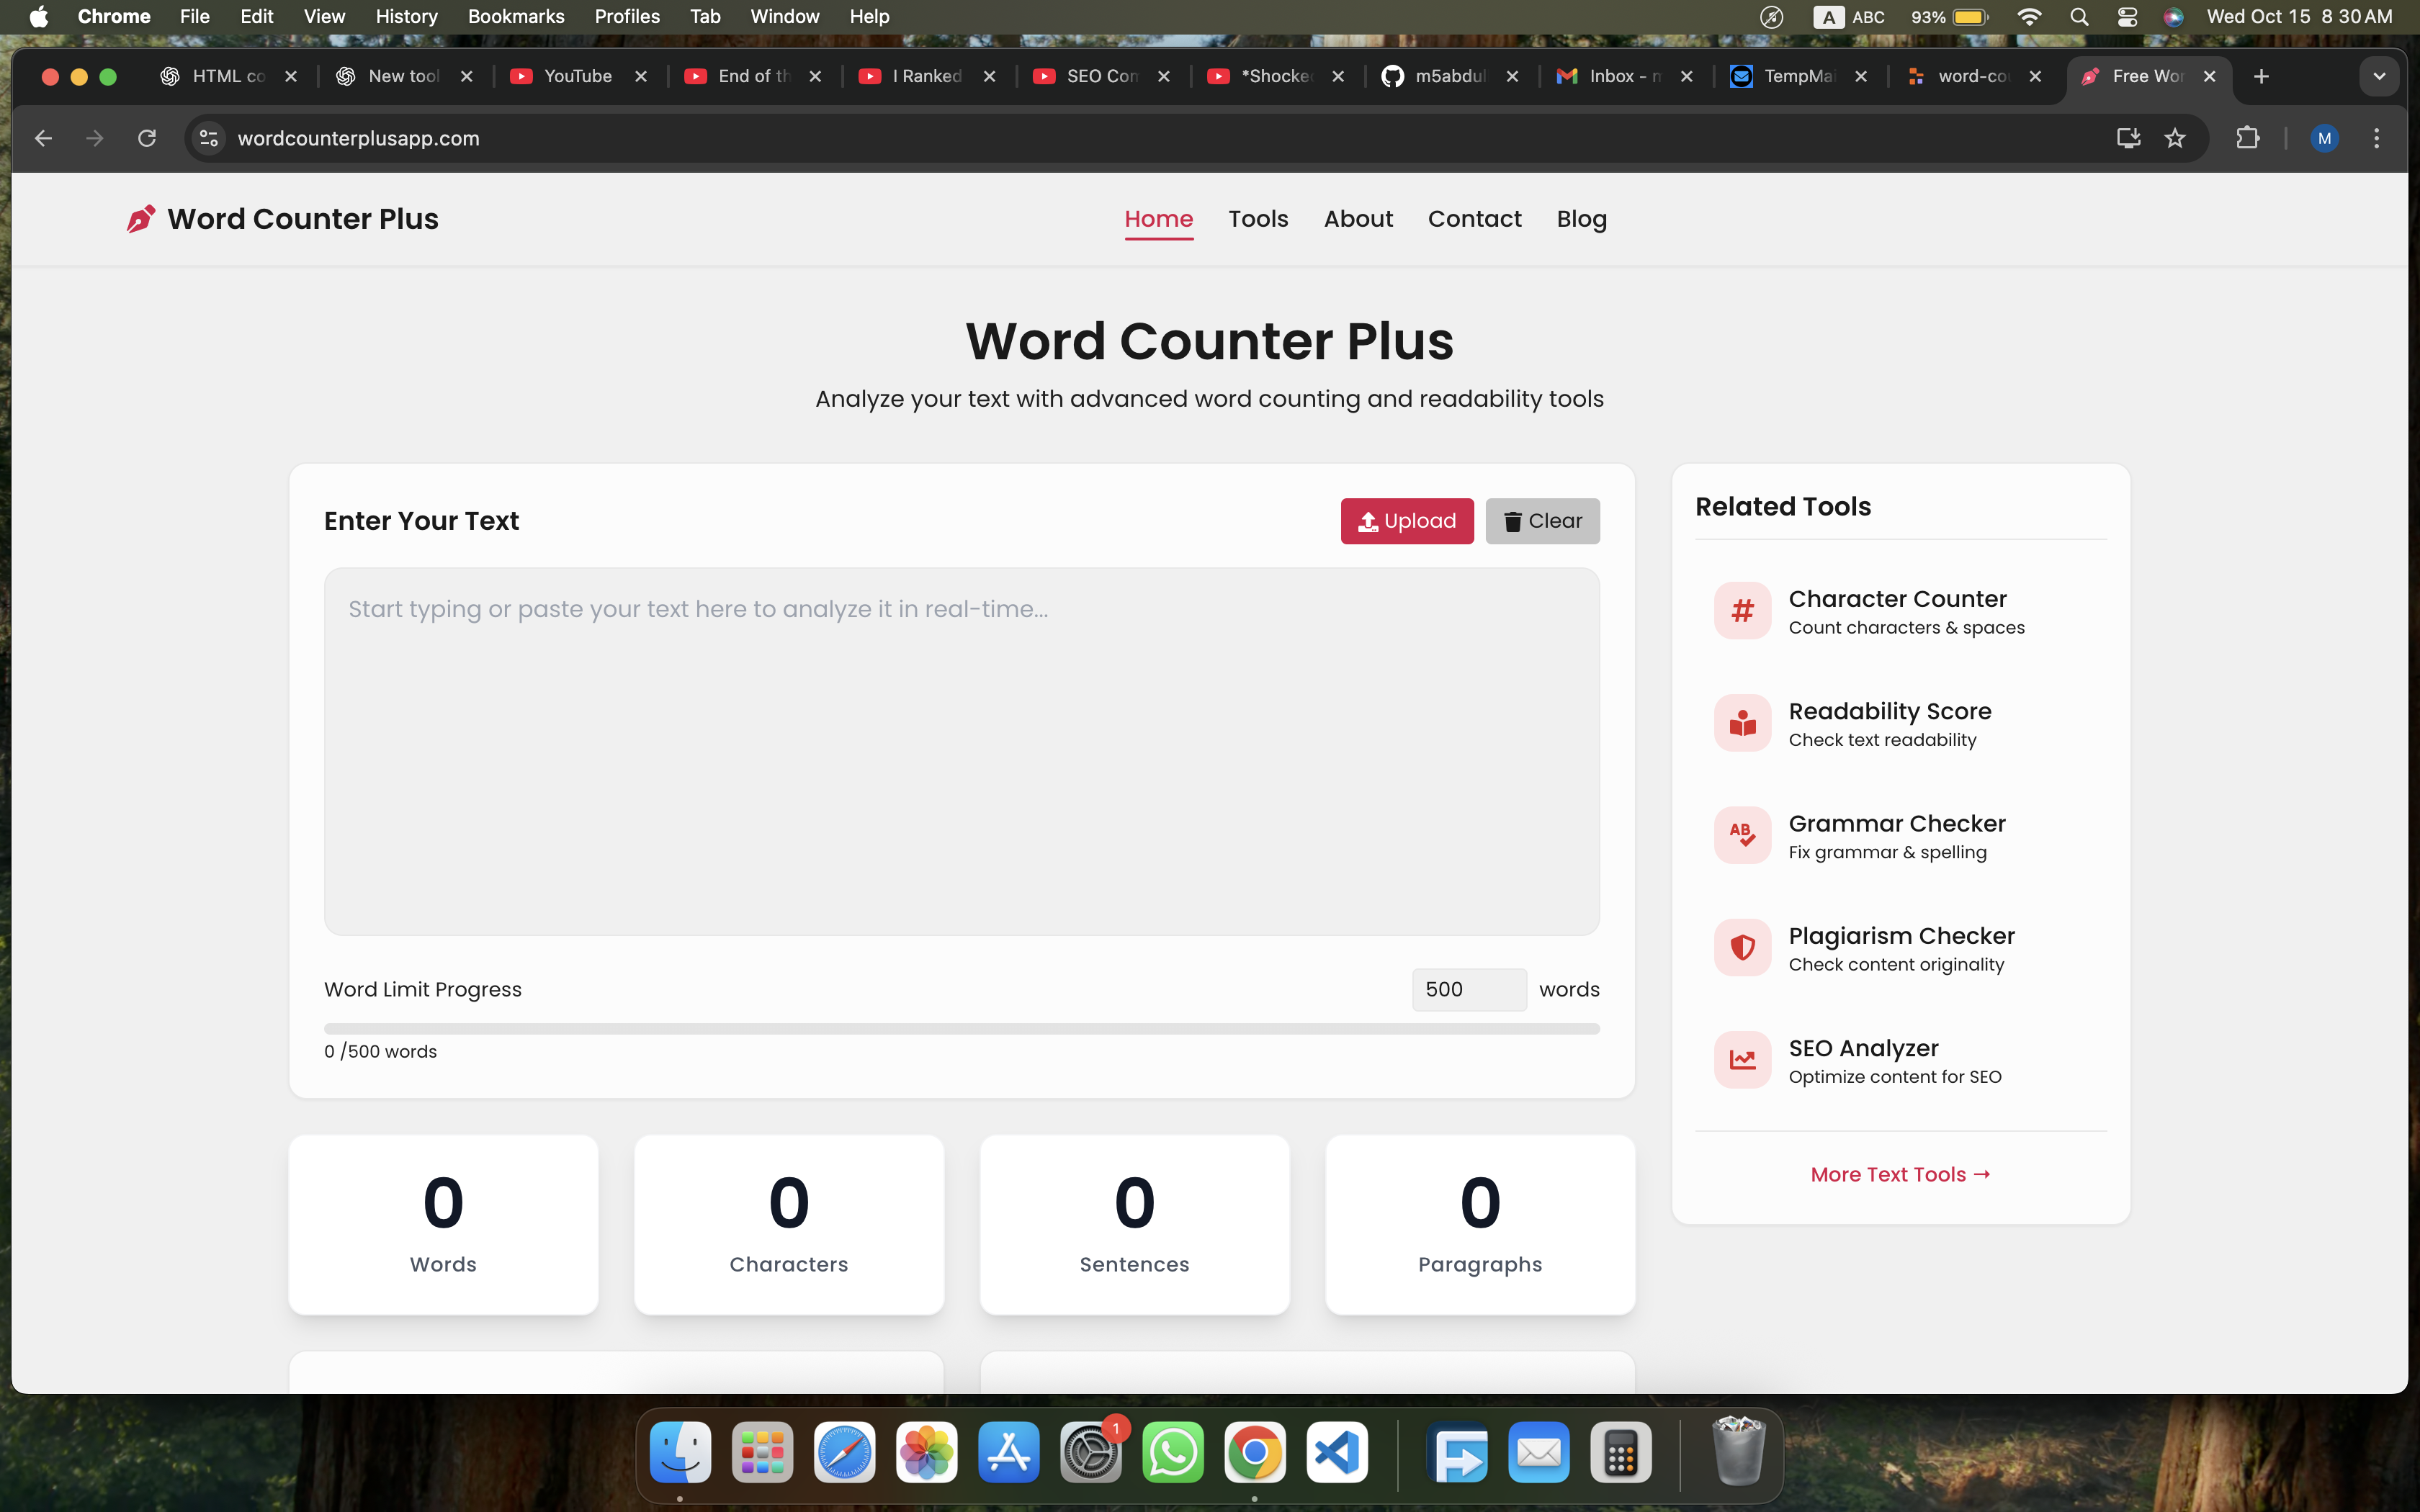 Chrome File Edit View History Bookmarks Profiles Tab Window Help A ABC 93% Wed Oct 15 8 30 AM
HTML co New tool YouTube End of th I Ranked SEO Com *Shocke m5abdul Inbox - m TempMai word-cou Free Wor
wordcounterplusapp.com M
Word Counter Plus Home Tools About Contact Blog
Word Counter Plus
Analyze your text with advanced word counting and readability tools
Enter Your Text Upload Clear
Start typing or paste your text here to analyze it in real-time...
Word Limit Progress 500 words
0 /500 words
0 0 0 0
Words Characters Sentences Paragraphs
Related Tools
Character Counter
Count characters & spaces
Readability Score
Check text readability
AB
Grammar Checker
Fix grammar & spelling
Plagiarism Checker
Check content originality
SEO Analyzer
Optimize content for SEO
More Text Tools →
1